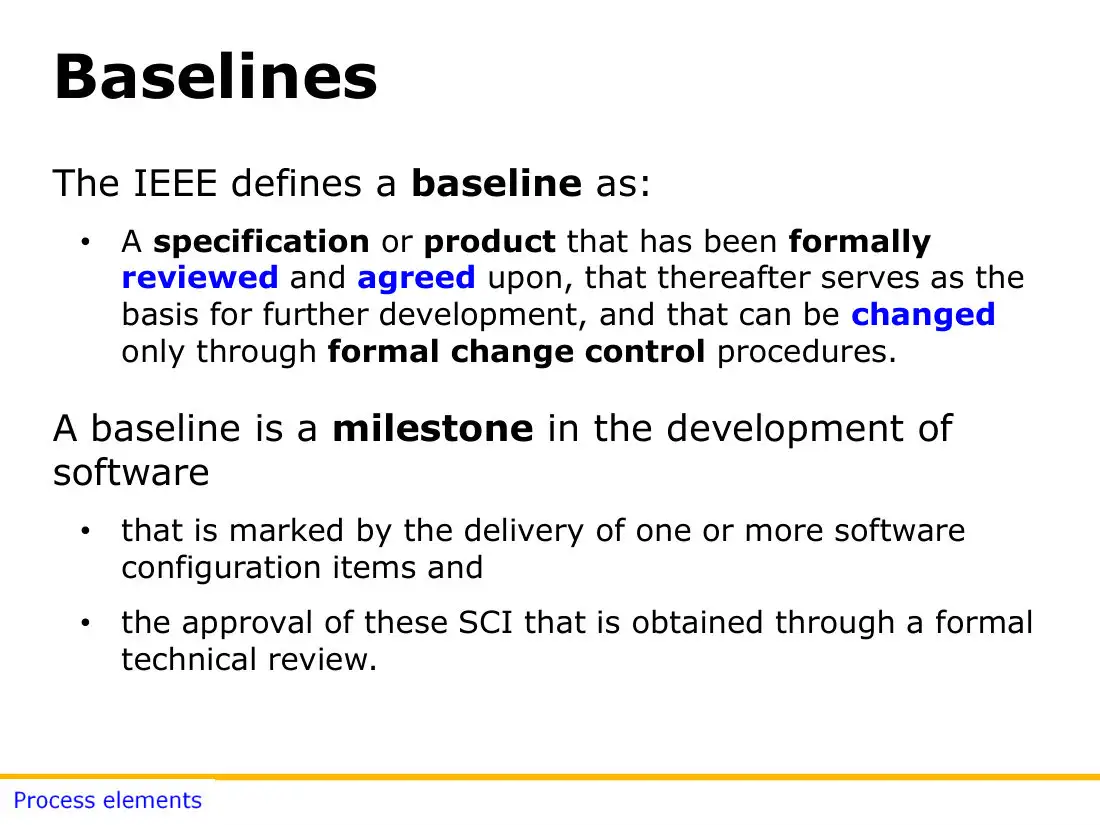 Baselines
The IEEE defines a baseline as:
• A specification or product that has been formally
reviewed and agreed upon, that thereafter serves as the
basis for further development, and that can be changed
only through formal change control procedures.
A baseline is a milestone in the development of
software
• that is marked by the delivery of one or more software
configuration items and
• the approval of these SCI that is obtained through a formal
technical review.
Process elements